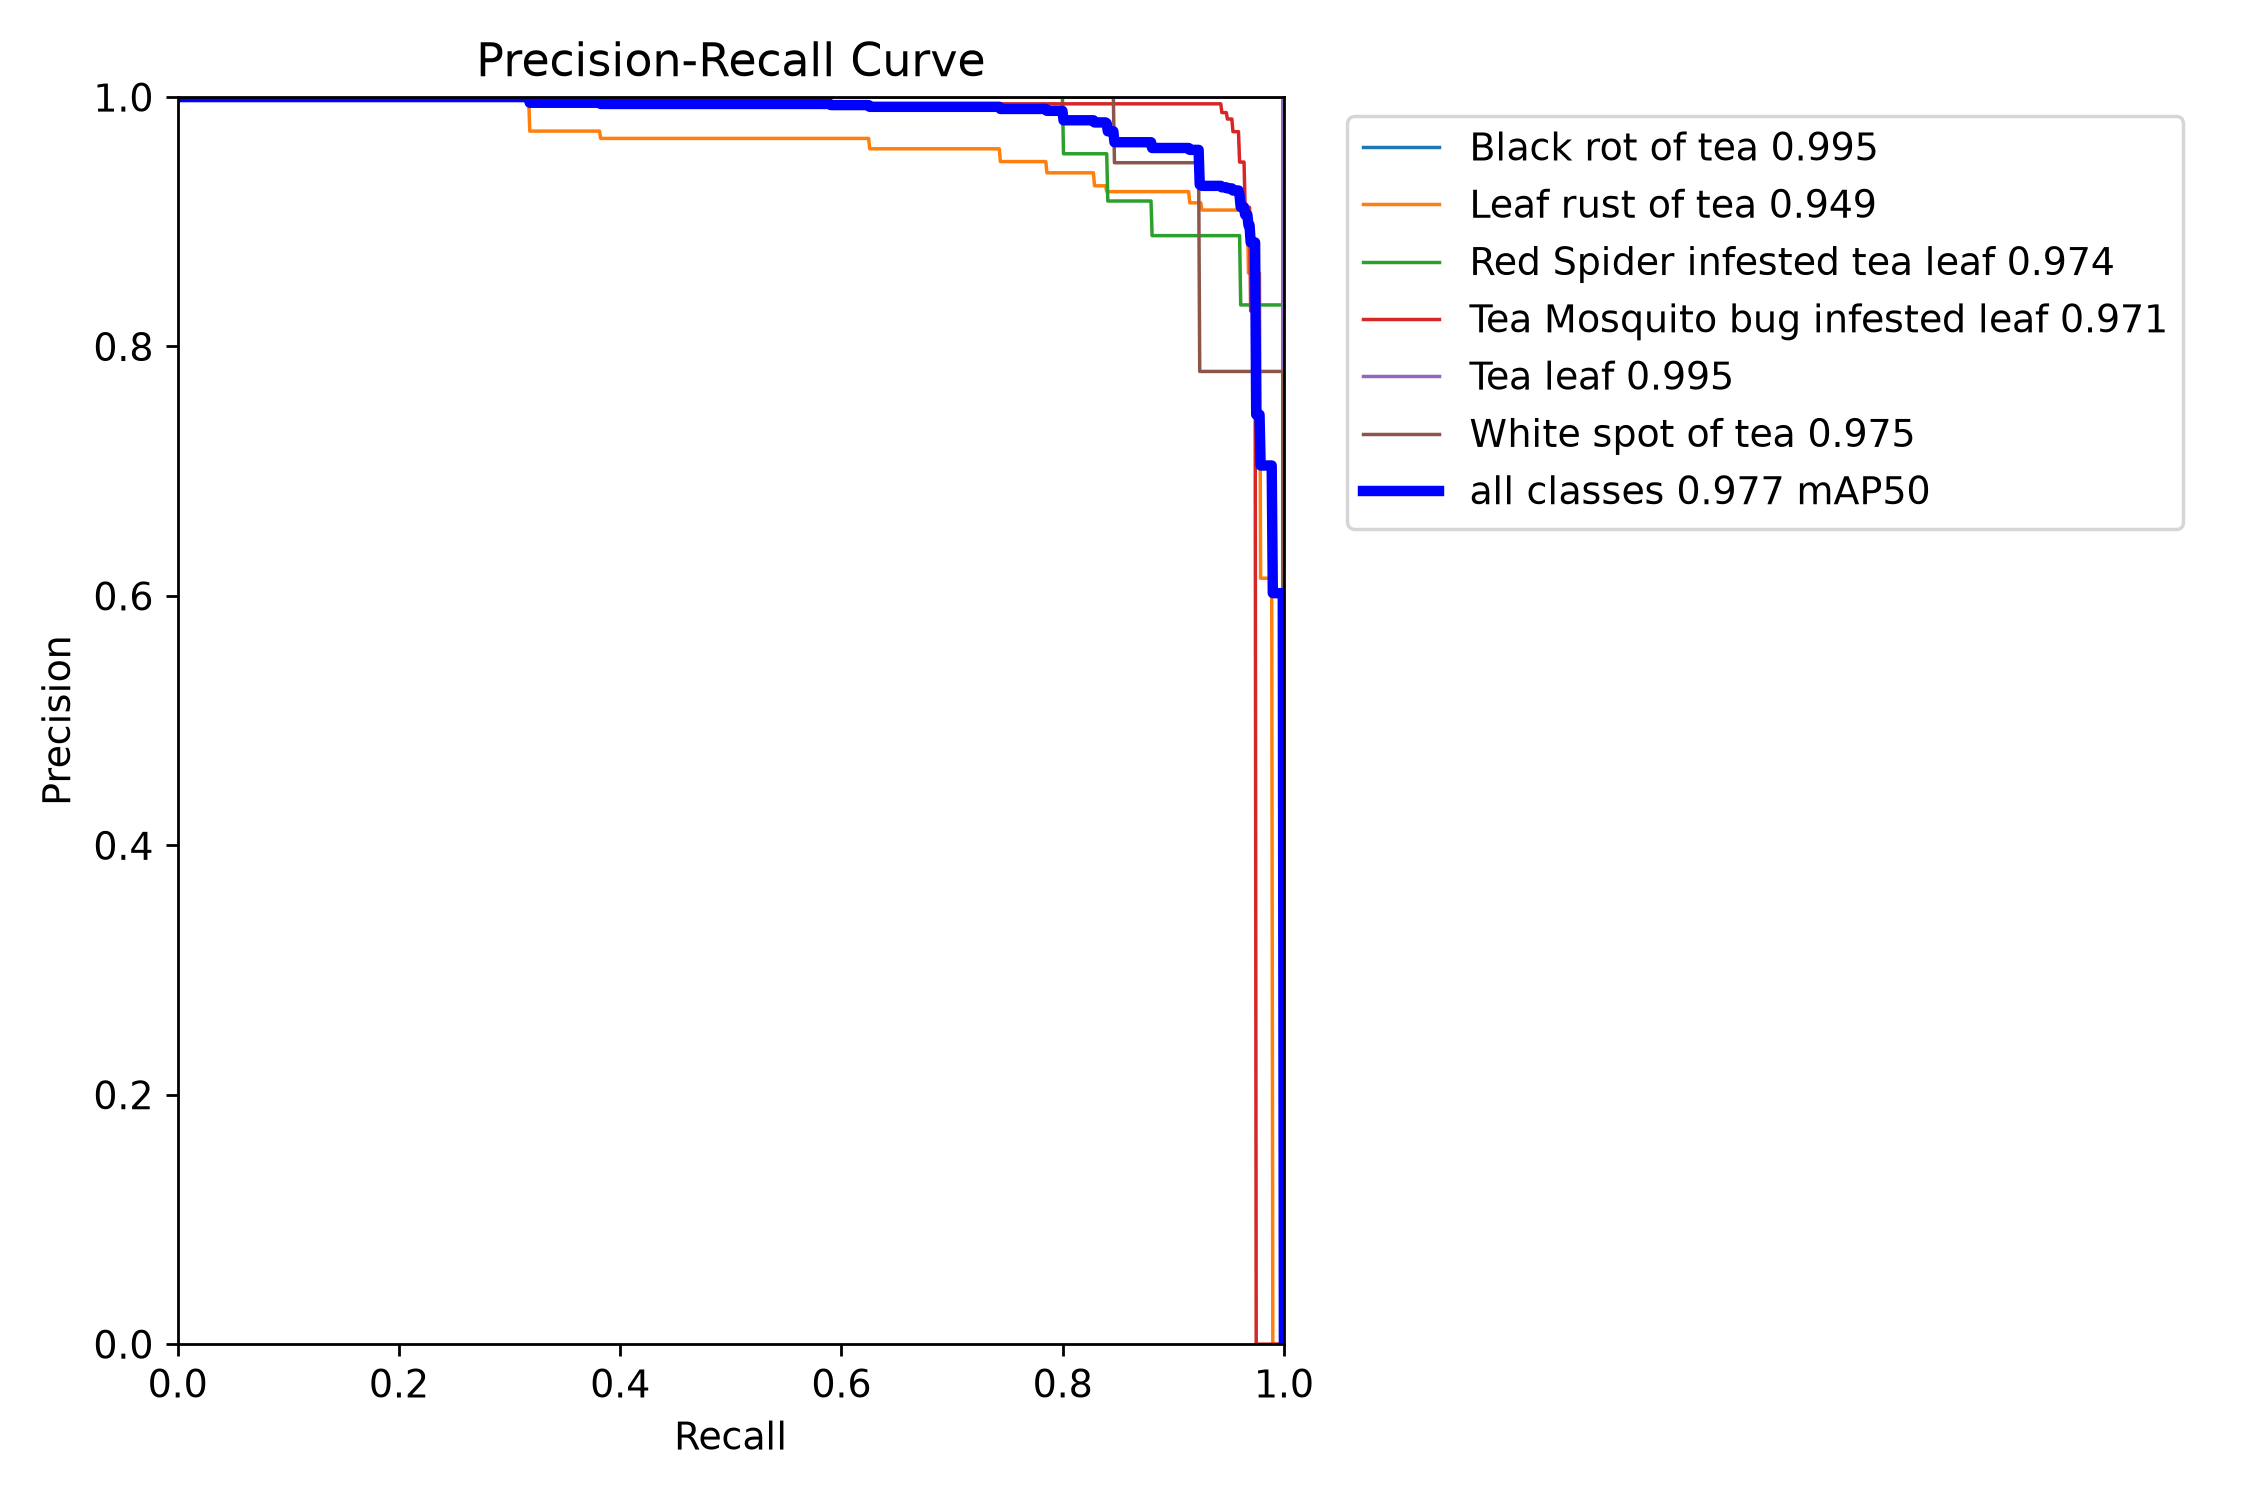 Precision-Recall Curve
1.0
0.8
0.6
0.4
0.2
0.0
Precision
0.0 0.2 0.4 0.6 0.8 1.0
Recall
Black rot of tea 0.995
Leaf rust of tea 0.949
Red Spider infested tea leaf 0.974
Tea Mosquito bug infested leaf 0.971
Tea leaf 0.995
White spot of tea 0.975
all classes 0.977 mAP50